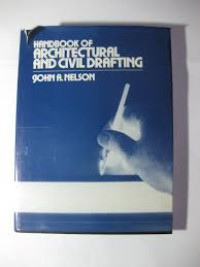 HANDBOOK OF
ARCHITECTURAL
AND CIVIL DRAFTING
JOHN A. NELSON